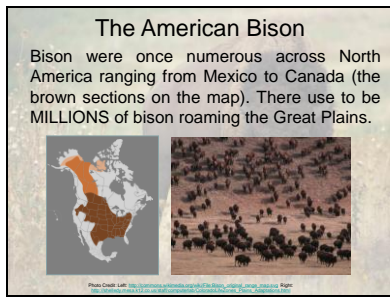 The American Bison
Bison were once numerous across North
America ranging from Mexico to Canada (the
brown sections on the map). There use to be
MILLIONS of bison roaming the Great Plains.
Photo Credit: Left: Right: